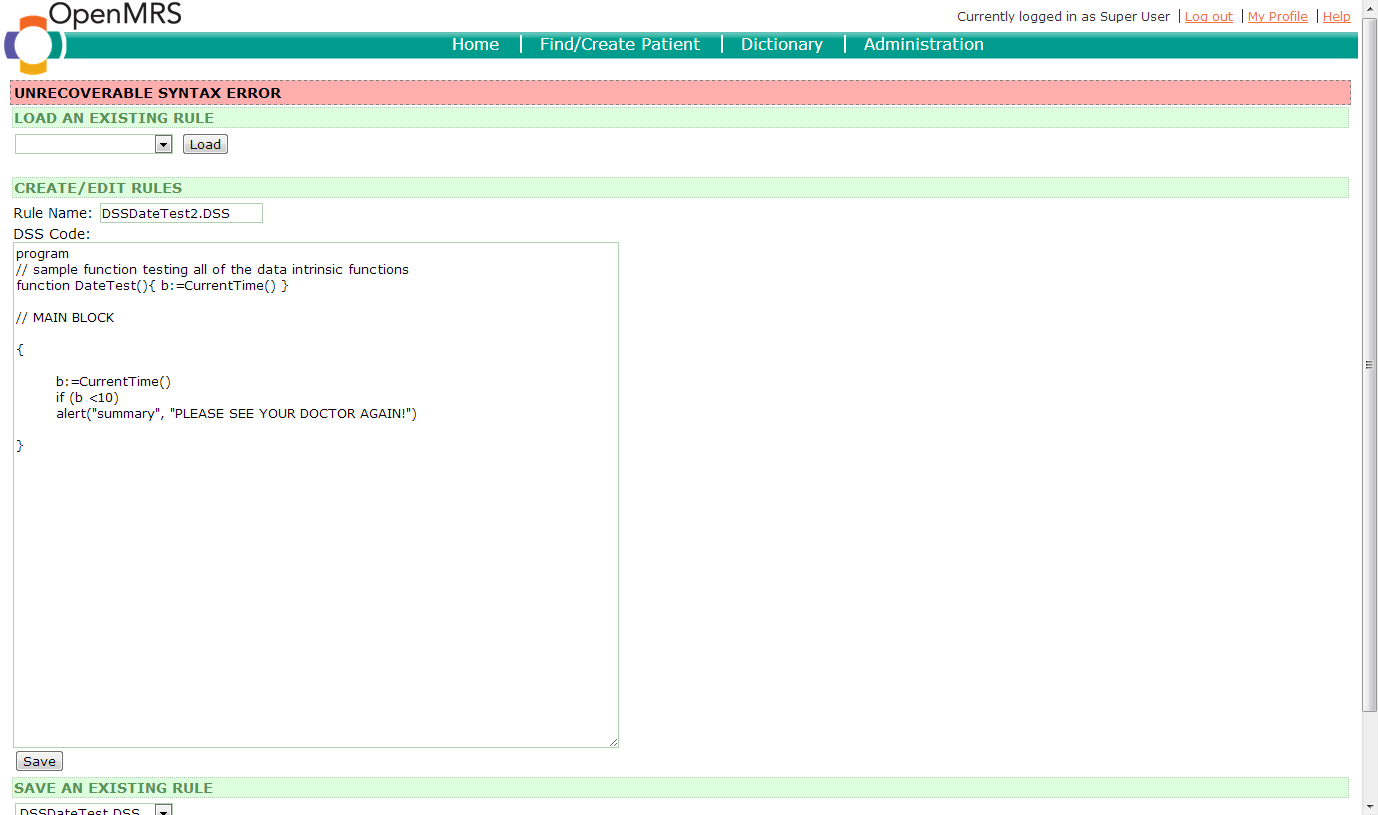 OpenMRS
Currently logged in as Super User | Log out | My Profile | Help
Home | Find/Create Patient | Dictionary | Administration
UNRECOVERABLE SYNTAX ERROR
LOAD AN EXISTING RULE
Load
CREATE/EDIT RULES
Rule Name: DSSDateTest2.DSS
DSS Code:
program
// sample function testing all of the data intrinsic functions
function DateTest(){ b:=CurrentTime() }
// MAIN BLOCK
{
b:=CurrentTime()
if (b <10)
alert("summary", "PLEASE SEE YOUR DOCTOR AGAIN!")
}
Save
SAVE AN EXISTING RULE
DSSDateTest.DSS